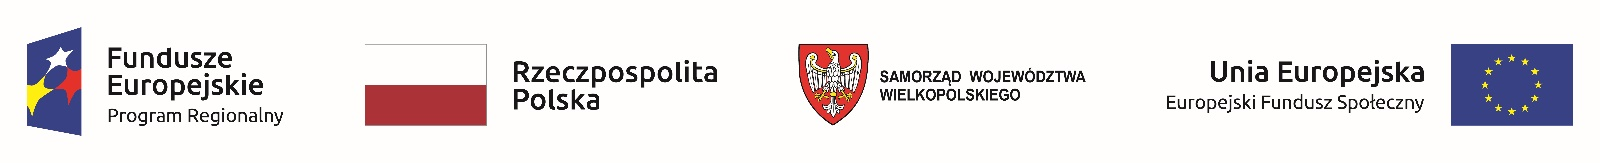 Fundusze
Europejskie
Program Regionalny
Rzeczpospolita
Polska
SAMORZĄD WOJEWÓDZTWA
WIELKOPOLSKIEGO
Unia Europejska
Europejski Fundusz Społeczny